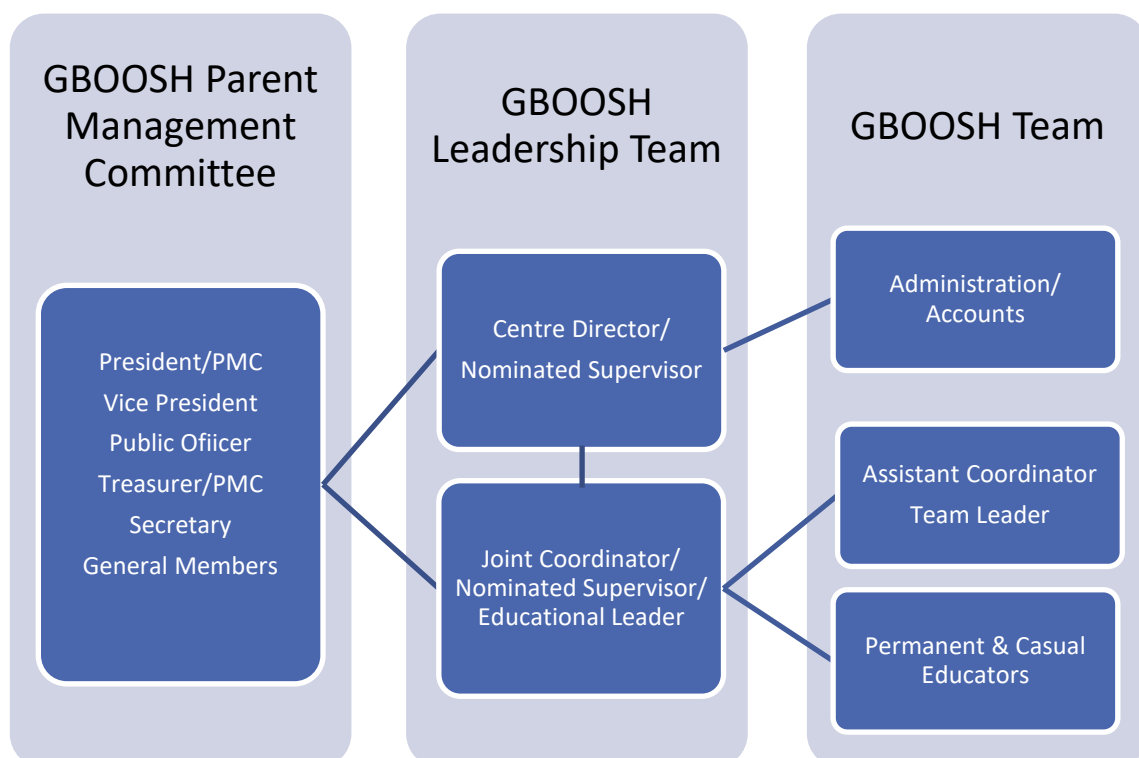 GBOOSH Parent
Management
Committee
President/PMC
Vice President
Public Ofiicer
Treasurer/PMC
Secretary
General Members
GBOOSH
Leadership Team
Centre Director/
Nominated Supervisor
Joint Coordinator/
Nominated Supervisor/
Educational Leader
GBOOSH Team
Administration/
Accounts
Assistant Coordinator
Team Leader
Permanent & Casual
Educators